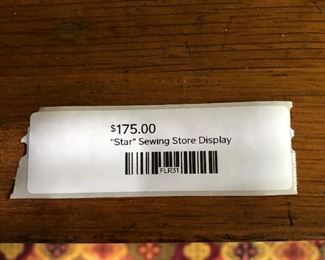 $175.00
"Star" Sewing Store Display
FLR31